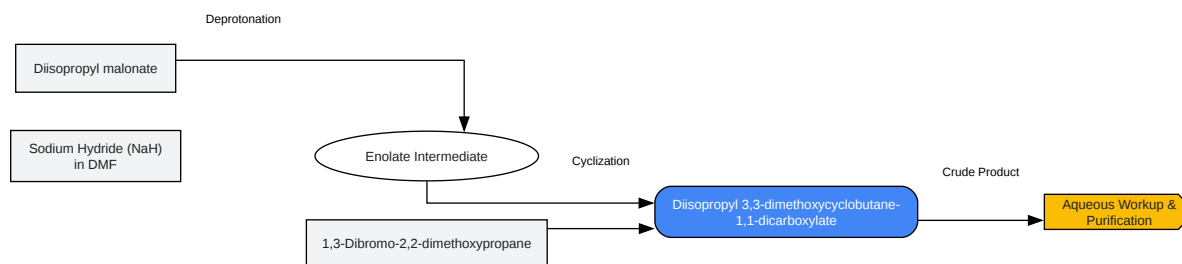 Deprotonation
Diisopropyl malonate
Sodium Hydride (NaH)
in DMF
Enolate Intermediate
Cyclization
1,3-Dibromo-2,2-dimethoxypropane
Diisopropyl 3,3-dimethoxycyclobutane-
1,1-dicarboxylate
Crude Product
Aqueous Workup &
Purification